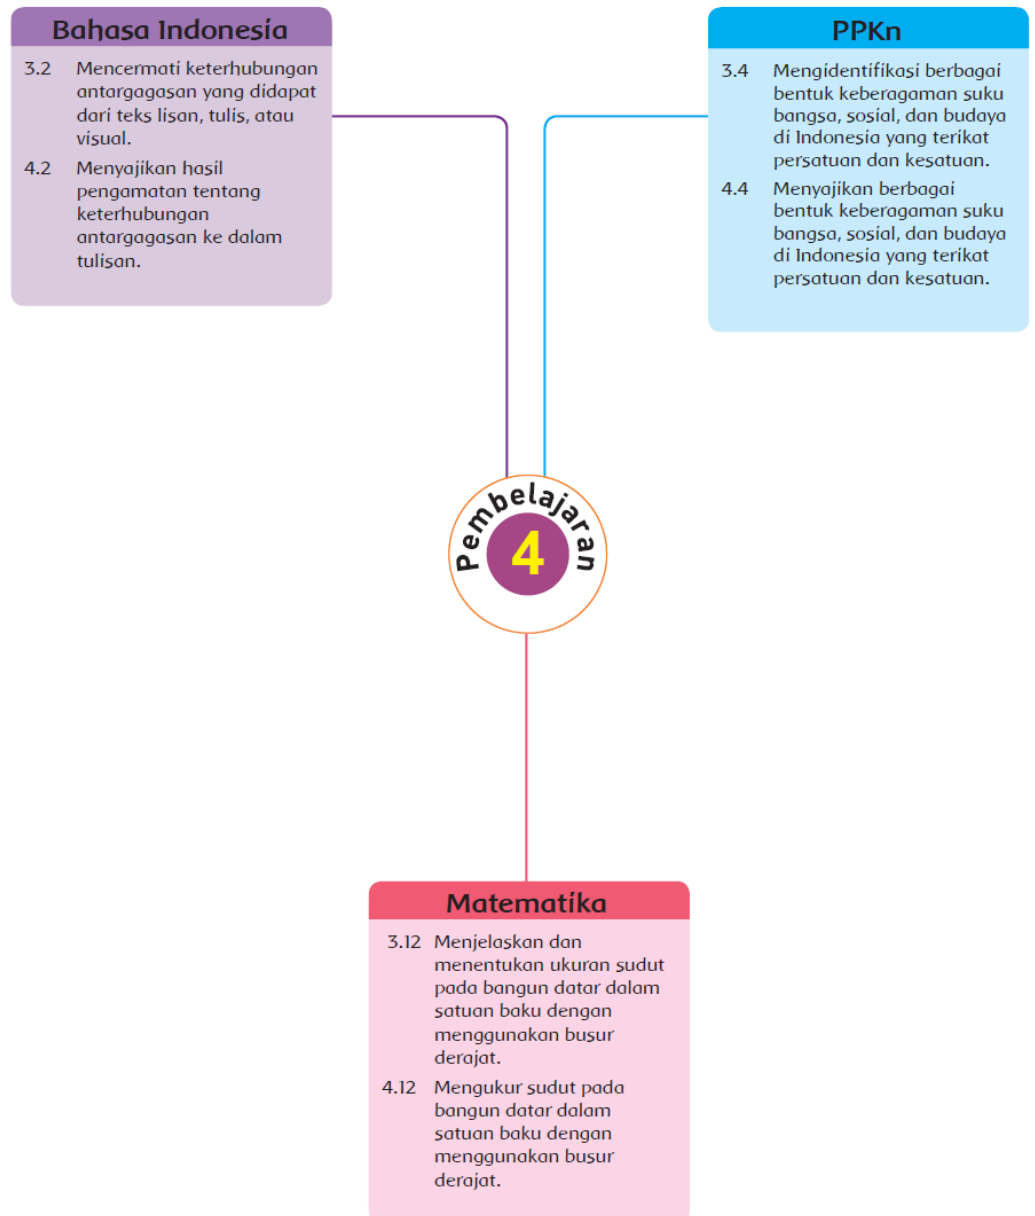 Bahasa Indonesia
3.2 Mencermati keterhubungan
antargagasan yang didapat
dari teks lisan, tulis, atau
visual.
4.2 Menyajikan hasil
pengamatan tentang
keterhubungan
antargagasan ke dalam
tulisan.
PPKn
3.4 Mengidentifikasi berbagai
bentuk keberagaman suku
bangsa, sosial, dan budaya
di Indonesia yang terikat
persatuan dan kesatuan.
4.4 Menyajikan berbagai
bentuk keberagaman suku
bangsa, sosial, dan budaya
di Indonesia yang terikat
persatuan dan kesatuan.
Pembelajaran
4
Matematika
3.12 Menjelaskan dan
menentukan ukuran sudut
pada bangun datar dalam
satuan baku dengan
menggunakan busur
derajat.
4.12 Mengukur sudut pada
bangun datar dalam
satuan baku dengan
menggunakan busur
derajat.